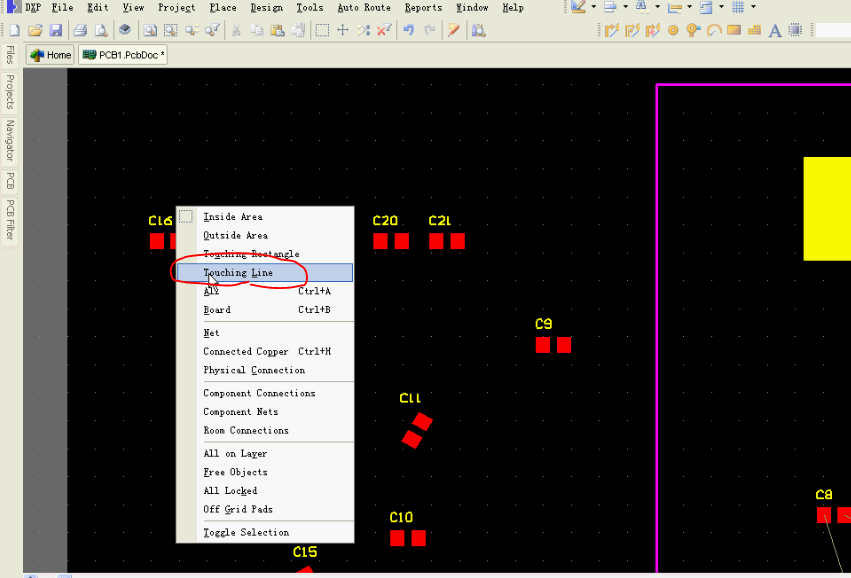 DXP File Edit View Project Place Design Tools Auto Route Reports Window Help
Home PCB1.PcbDoc *
Files
Projects
Navigator
PCB
PCB Filter
C16
C20
C21
Inside Area
Outside Area
Touching Rectangle
Touching Line
All Ctrl+A
Board Ctrl+B
Net
Connected Copper Ctrl+H
Physical Connection
Component Connections
Component Nets
Room Connections
All on Layer
Free Objects
All Locked
Off Grid Pads
Toggle Selection
C9
C11
C8
C10
C15